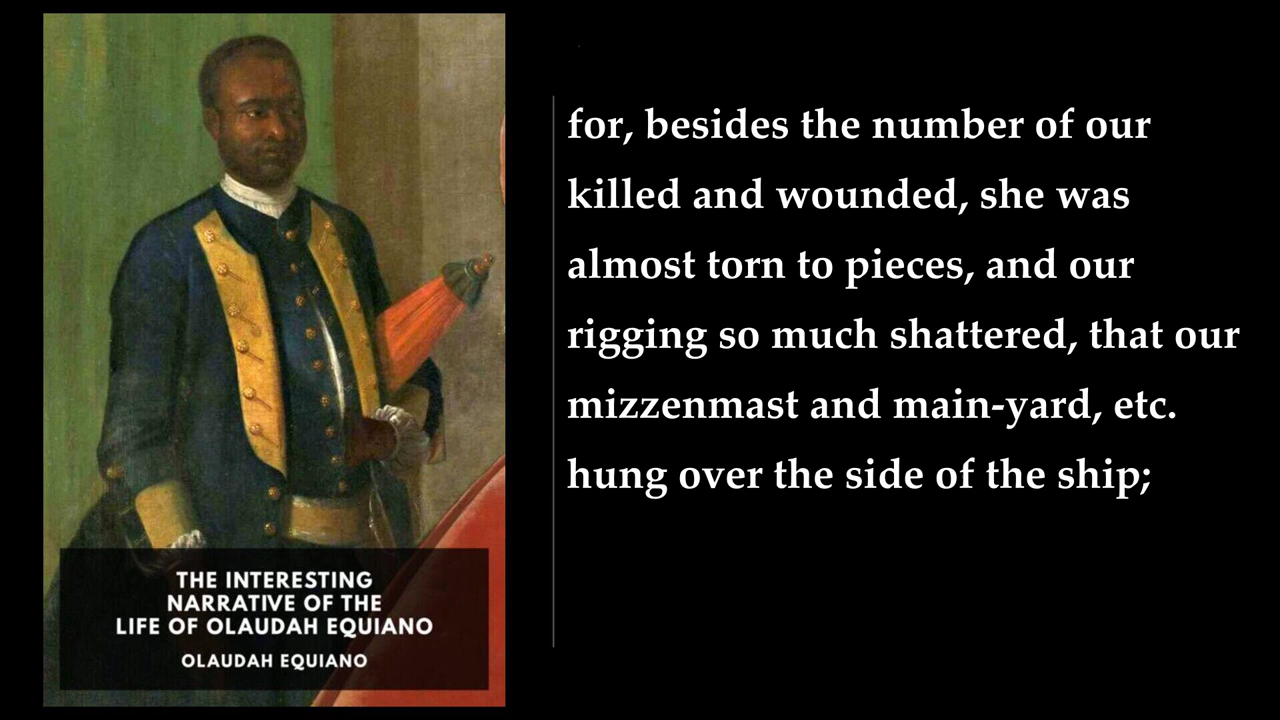 for, besides the number of our
killed and wounded, she was
almost torn to pieces, and our
rigging so much shattered, that our
mizzenmast and main-yard, etc.
hung over the side of the ship;
THE INTERESTING
NARRATIVE OF THE
LIFE OF OLAUDAH EQUIANO
OLAUDAH EQUIANO